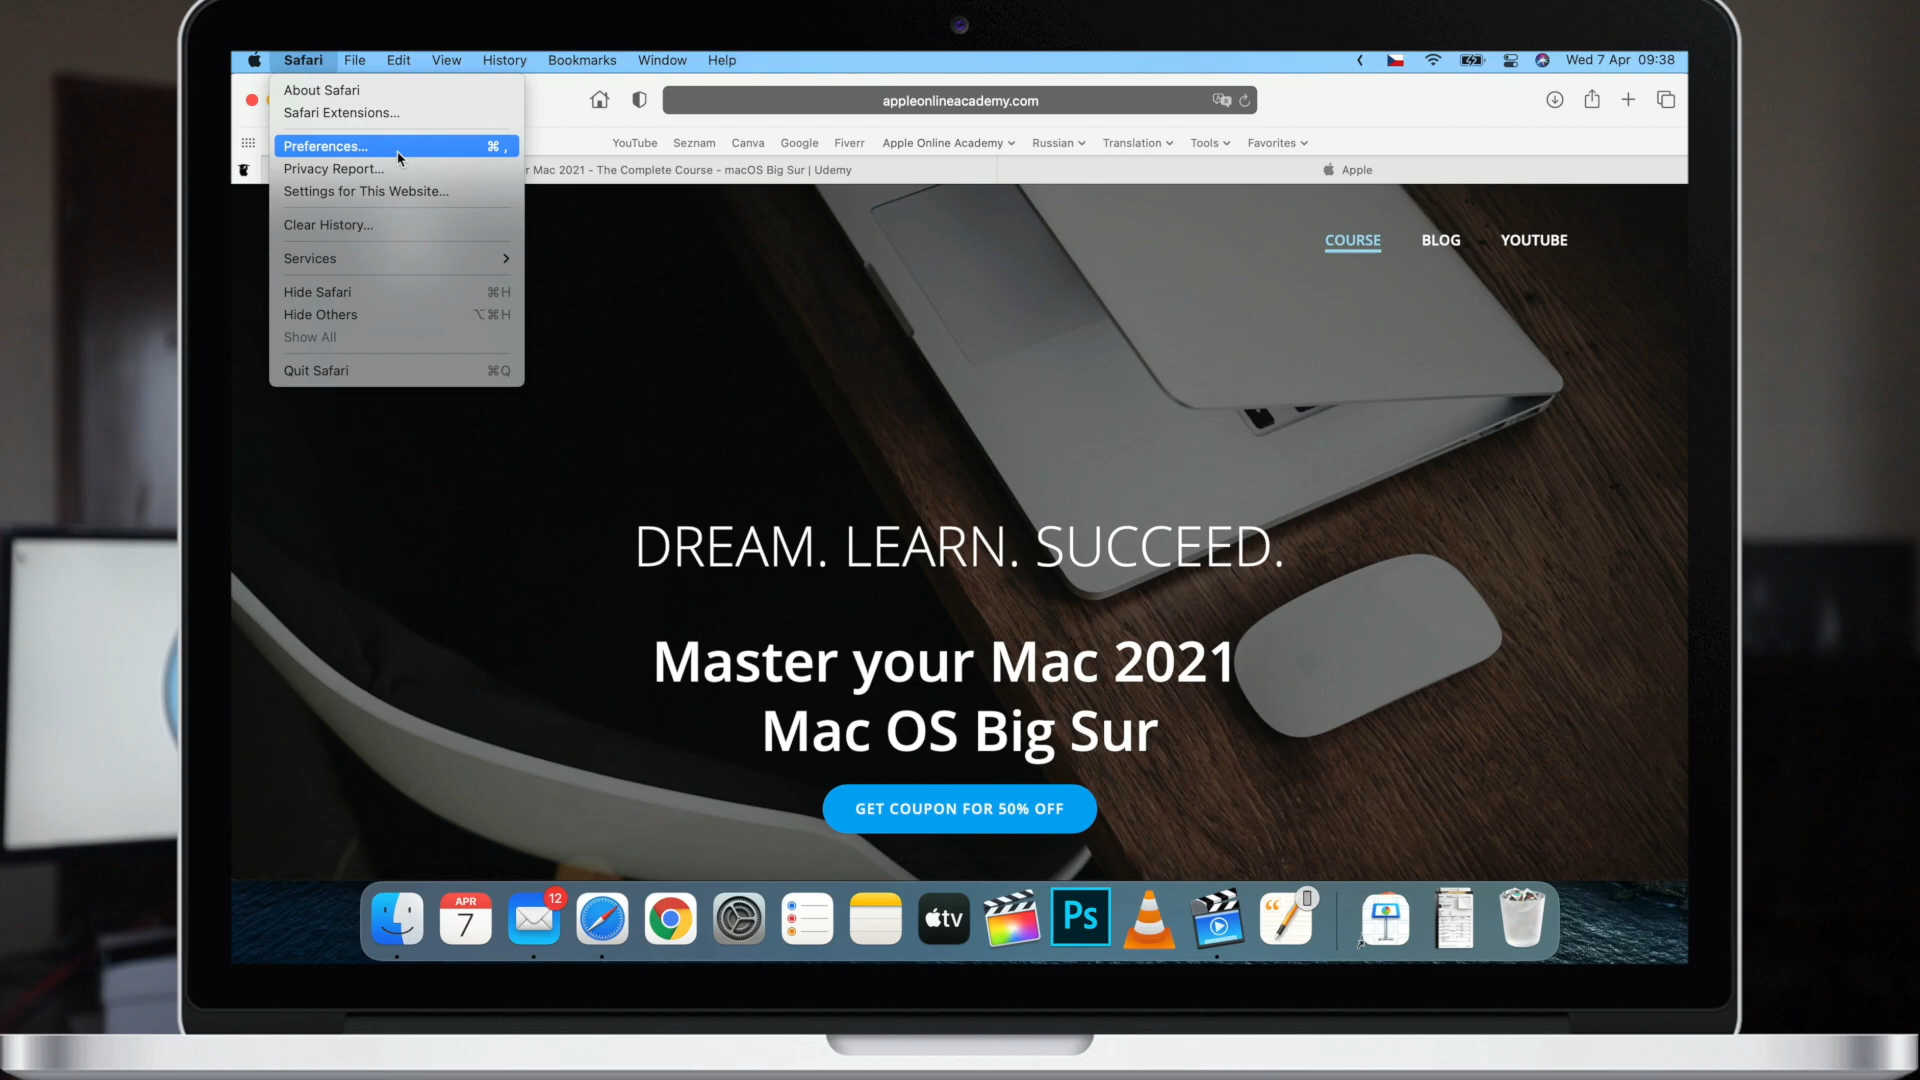 Safari File Edit View History Bookmarks Window Help Wed 7 Apr 09:38
About Safari
Safari Extensions...
Preferences... ⌘ ,
Privacy Report...
Settings for This Website...
Clear History...
Services
Hide Safari ⌘H
Hide Others ⌥⌘H
Show All
Quit Safari ⌘Q
appleonlineacademy.com
YouTube Seznam Canva Google Fiverr Apple Online Academy Russian Translation Tools Favorites
r Mac 2021 - The Complete Course - macOS Big Sur | Udemy
Apple
COURSE BLOG YOUTUBE
DREAM. LEARN. SUCCEED.
Master your Mac 2021
Mac OS Big Sur
GET COUPON FOR 50% OFF
APR
7
12
tv
Ps